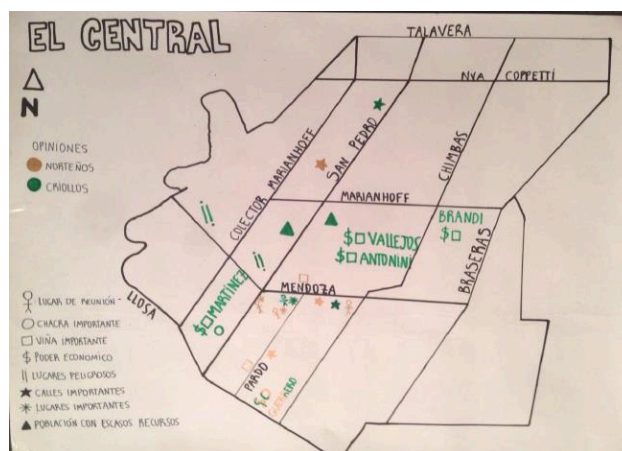 EL CENTRAL
N
OPINIONES
NORTEÑOS
CRIOLLOS
TALAVERA
NVA COPPETTI
SAN PEDRO
COLECTOR MARIANHOFF
CHIMBAS
MARIANHOFF
BRANDI
$
$ VALLEJOS
$ ANTONINI
BRASERAS
MENDOZA
$ MARTINEZ
LLOSA
PARDO
$
GUERRERO
LUGAR DE REUNIÓN -
CHACRA IMPORTANTE
VIÑA IMPORTANTE
$ PODER ECONOMICO
LUGARES PELIGROSOS
CALLES IMPORTANTES
LUGARES IMPORTANTES
POBLACIÓN CON ESCASOS RECURSOS